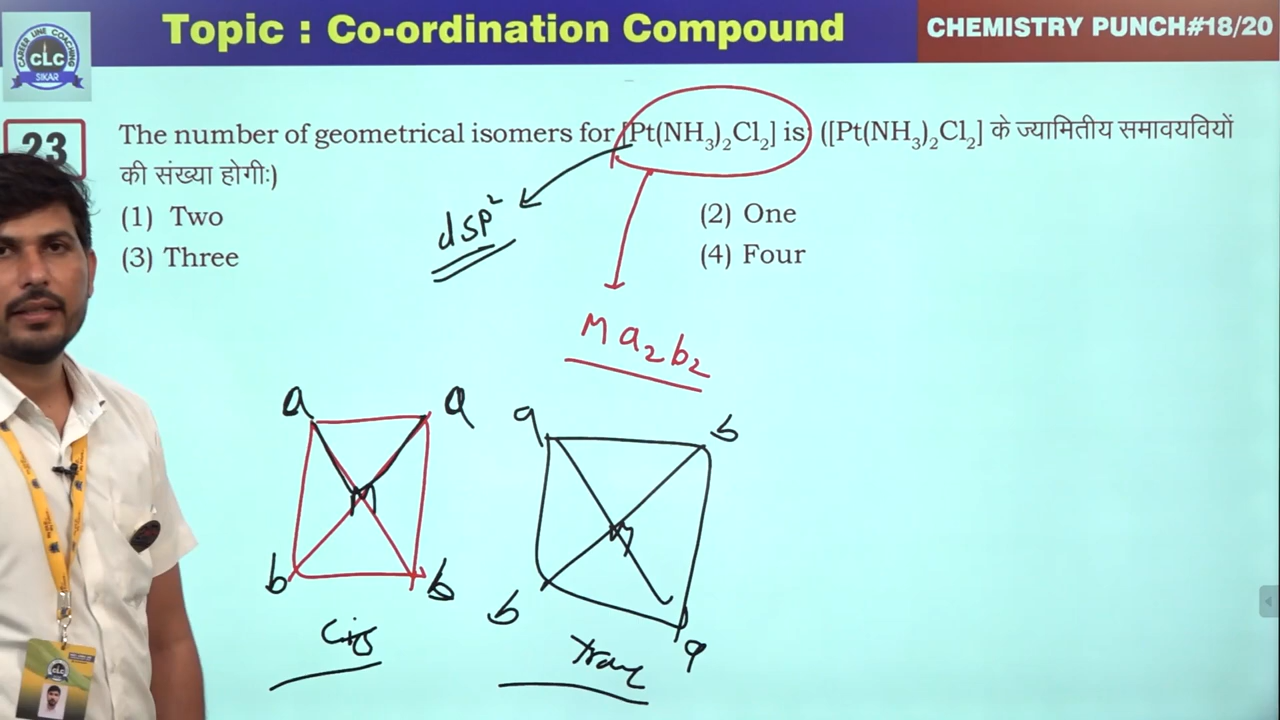 CAREER LINE COACHING
CLC
SIKAR
Topic : Co-ordination Compound
CHEMISTRY PUNCH#18/20
23
The number of geometrical isomers for [Pt(NH₃)₂Cl₂] is ([Pt(NH₃)₂Cl₂] के ज्यामितीय समावयवियों
की संख्या होगी:)
(1) Two
(2) One
(3) Three
(4) Four
dsp²
Ma₂b₂
a a
a b
M
M
b b
b a
Cis
trans
CLC